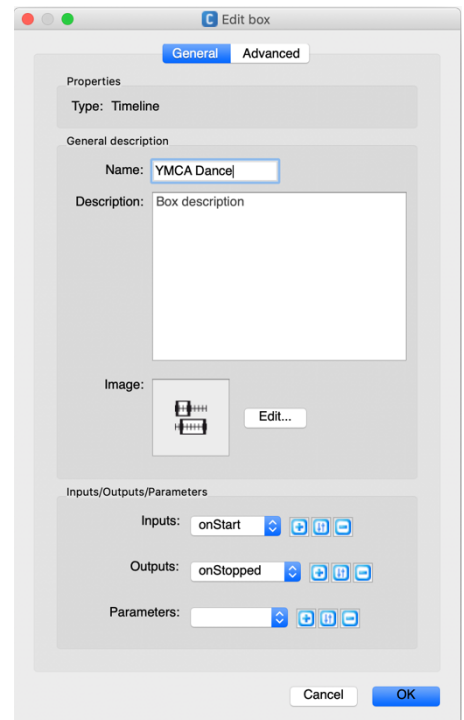 Edit box
General Advanced
Properties
Type: Timeline
General description
Name: YMCA Dance
Description: Box description
Image:
Edit...
Inputs/Outputs/Parameters
Inputs: onStart
Outputs: onStopped
Parameters:
Cancel OK